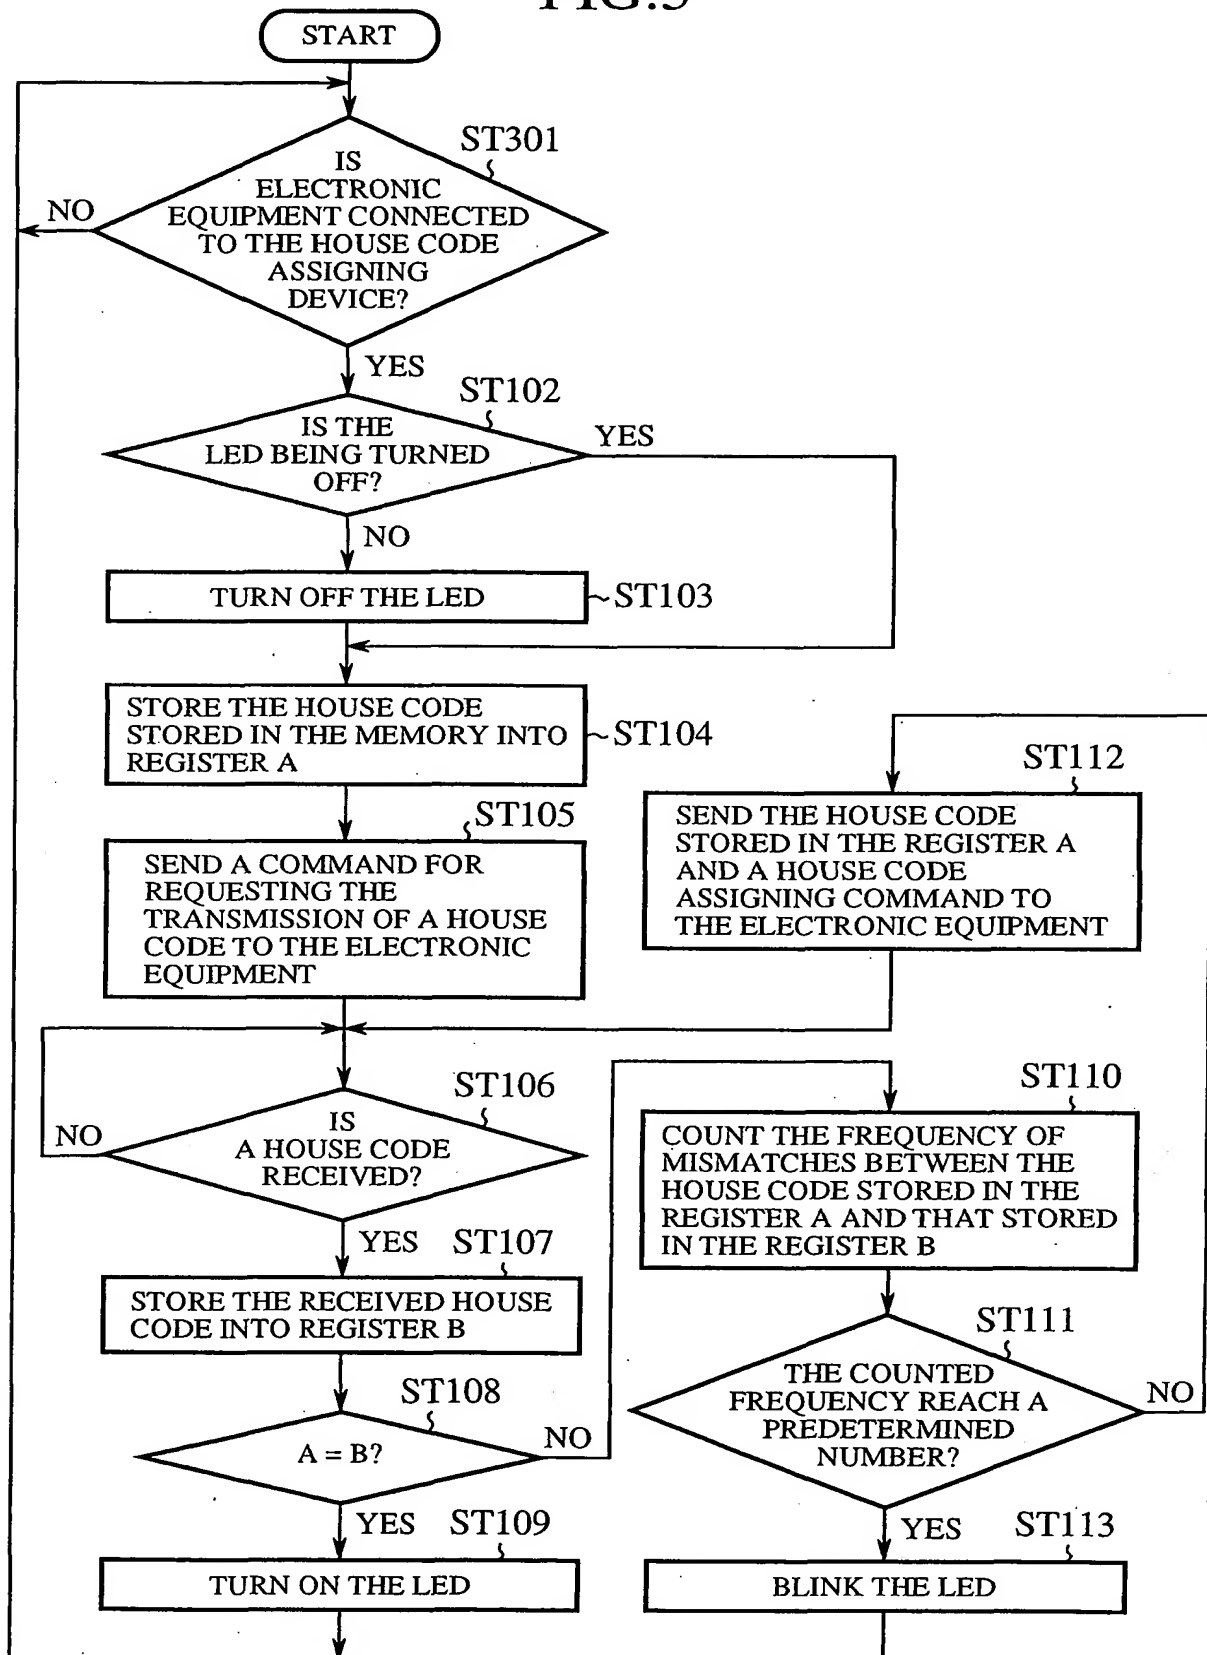 START
ST301
IS
ELECTRONIC
EQUIPMENT CONNECTED
TO THE HOUSE CODE
ASSIGNING
DEVICE?
NO
YES
ST102
IS THE
LED BEING TURNED
OFF?
YES
NO
TURN OFF THE LED
ST103
STORE THE HOUSE CODE
STORED IN THE MEMORY INTO
REGISTER A
ST104
ST105
SEND A COMMAND FOR
REQUESTING THE
TRANSMISSION OF A HOUSE
CODE TO THE ELECTRONIC
EQUIPMENT
ST112
SEND THE HOUSE CODE
STORED IN THE REGISTER A
AND A HOUSE CODE
ASSIGNING COMMAND TO
THE ELECTRONIC EQUIPMENT
ST106
IS
A HOUSE CODE
RECEIVED?
NO
YES
ST107
STORE THE RECEIVED HOUSE
CODE INTO REGISTER B
ST108
A = B?
NO
YES
ST109
TURN ON THE LED
ST110
COUNT THE FREQUENCY OF
MISMATCHES BETWEEN THE
HOUSE CODE STORED IN THE
REGISTER A AND THAT STORED
IN THE REGISTER B
ST111
THE COUNTED
FREQUENCY REACH A
PREDETERMINED
NUMBER?
NO
YES
ST113
BLINK THE LED